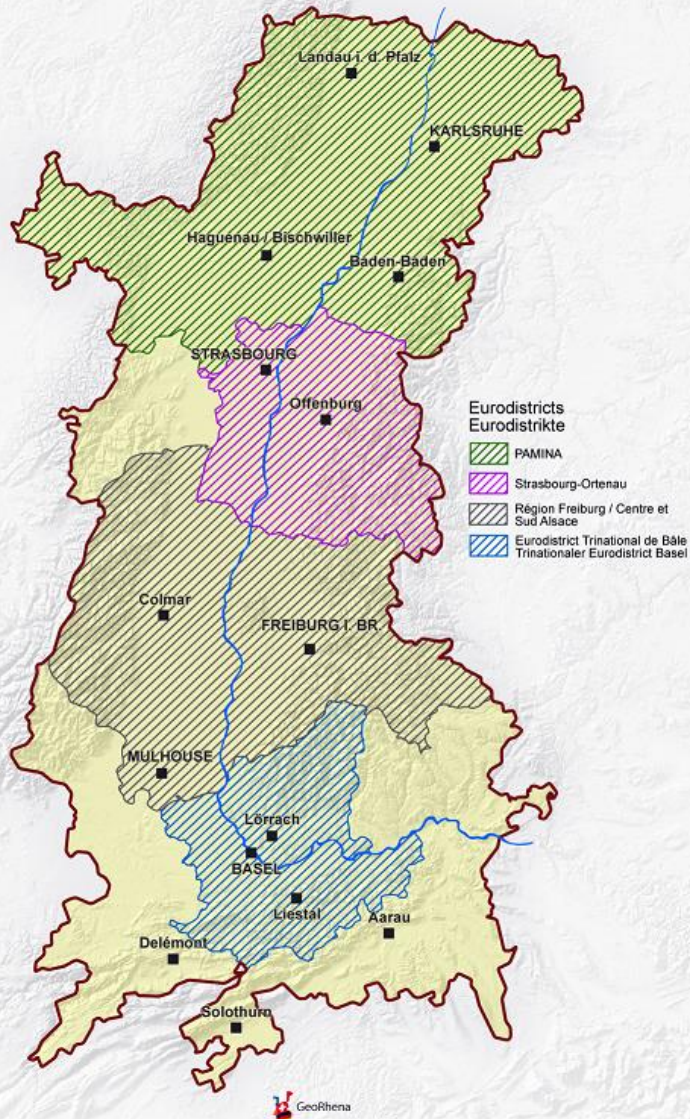 Landau i. d. Pfalz
KARLSRUHE
Haguenau / Bischwiller
Baden-Baden
STRASBOURG
Offenburg
Eurodistricts
Eurodistrikte
PAMINA
Strasbourg-Ortenau
Région Freiburg / Centre et
Sud Alsace
Eurodistrict Trinational de Bâle
Trinationaler Eurodistrict Basel
Colmar
FREIBURG I. BR.
MULHOUSE
Lörrach
BASEL
Liestal
Aarau
Delémont
Solothurn
GeoRhena